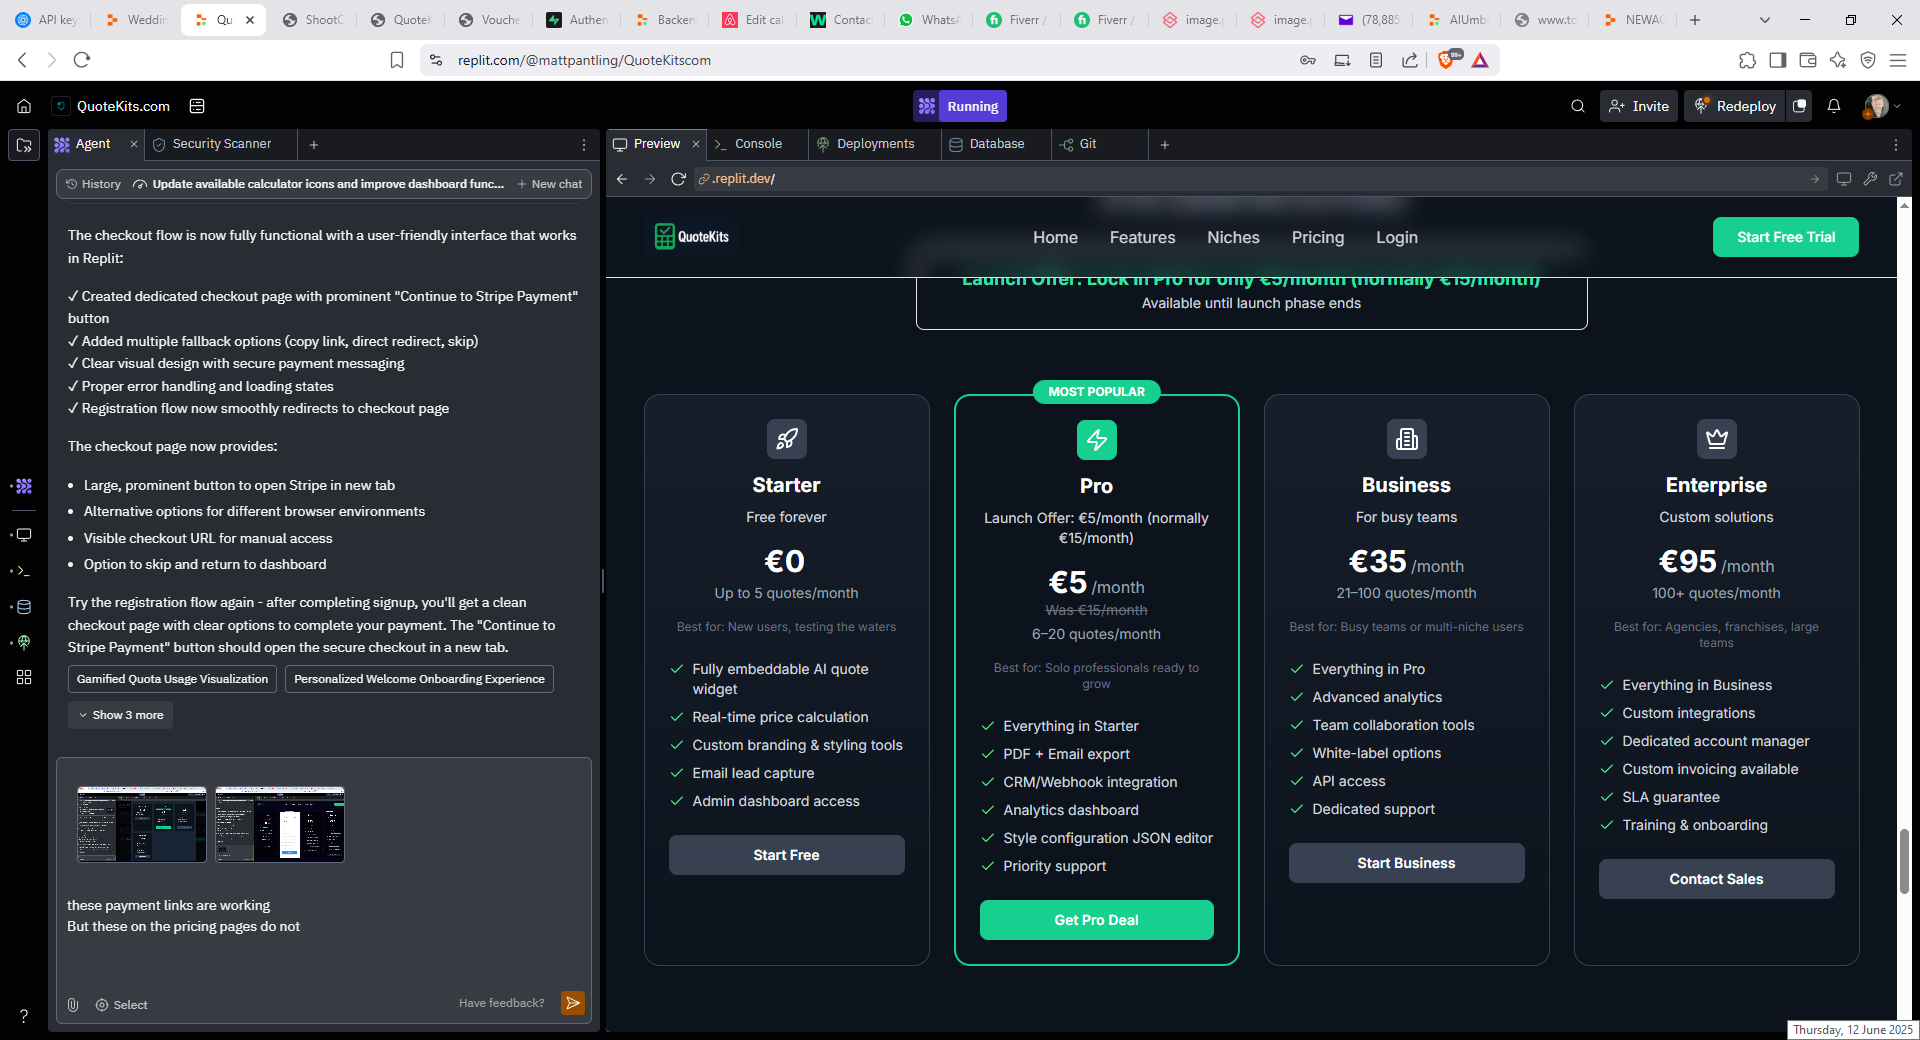 API key
Weddin
Qu
ShootC
QuoteK
Vouche
Authen
Backen
Edit cal
Contac
WhatsA
Fiverr /
Fiverr /
image.p
image.p
(78,885
AIUmb
www.to
NEWAC
replit.com/@mattpantling/QuoteKitscom
99+
QuoteKits.com
Running
Invite
Redeploy
Agent
Security Scanner
Preview
Console
Deployments
Database
Git
History
Update available calculator icons and improve dashboard func...
New chat
.replit.dev/
The checkout flow is now fully functional with a user-friendly interface that works
in Replit:
✓ Created dedicated checkout page with prominent "Continue to Stripe Payment"
button
✓ Added multiple fallback options (copy link, direct redirect, skip)
✓ Clear visual design with secure payment messaging
✓ Proper error handling and loading states
✓ Registration flow now smoothly redirects to checkout page
The checkout page now provides:
• Large, prominent button to open Stripe in new tab
• Alternative options for different browser environments
• Visible checkout URL for manual access
• Option to skip and return to dashboard
Try the registration flow again - after completing signup, you'll get a clean
checkout page with clear options to complete your payment. The "Continue to
Stripe Payment" button should open the secure checkout in a new tab.
Gamified Quota Usage Visualization
Personalized Welcome Onboarding Experience
Show 3 more
these payment links are working
But these on the pricing pages do not
Select
Have feedback?
QuoteKits
Home
Features
Niches
Pricing
Login
Start Free Trial
Launch Offer: Lock in Pro for only €5/month (normally €15/month)
Available until launch phase ends
Starter
Free forever
€0
Up to 5 quotes/month
Best for: New users, testing the waters
✓ Fully embeddable AI quote
widget
✓ Real-time price calculation
✓ Custom branding & styling tools
✓ Email lead capture
✓ Admin dashboard access
Start Free
MOST POPULAR
Pro
Launch Offer: €5/month (normally
€15/month)
€5 /month
Was €15/month
6–20 quotes/month
Best for: Solo professionals ready to
grow
✓ Everything in Starter
✓ PDF + Email export
✓ CRM/Webhook integration
✓ Analytics dashboard
✓ Style configuration JSON editor
✓ Priority support
Get Pro Deal
Business
For busy teams
€35 /month
21–100 quotes/month
Best for: Busy teams or multi-niche users
✓ Everything in Pro
✓ Advanced analytics
✓ Team collaboration tools
✓ White-label options
✓ API access
✓ Dedicated support
Start Business
Enterprise
Custom solutions
€95 /month
100+ quotes/month
Best for: Agencies, franchises, large
teams
✓ Everything in Business
✓ Custom integrations
✓ Dedicated account manager
✓ Custom invoicing available
✓ SLA guarantee
✓ Training & onboarding
Contact Sales
Thursday, 12 June 2025